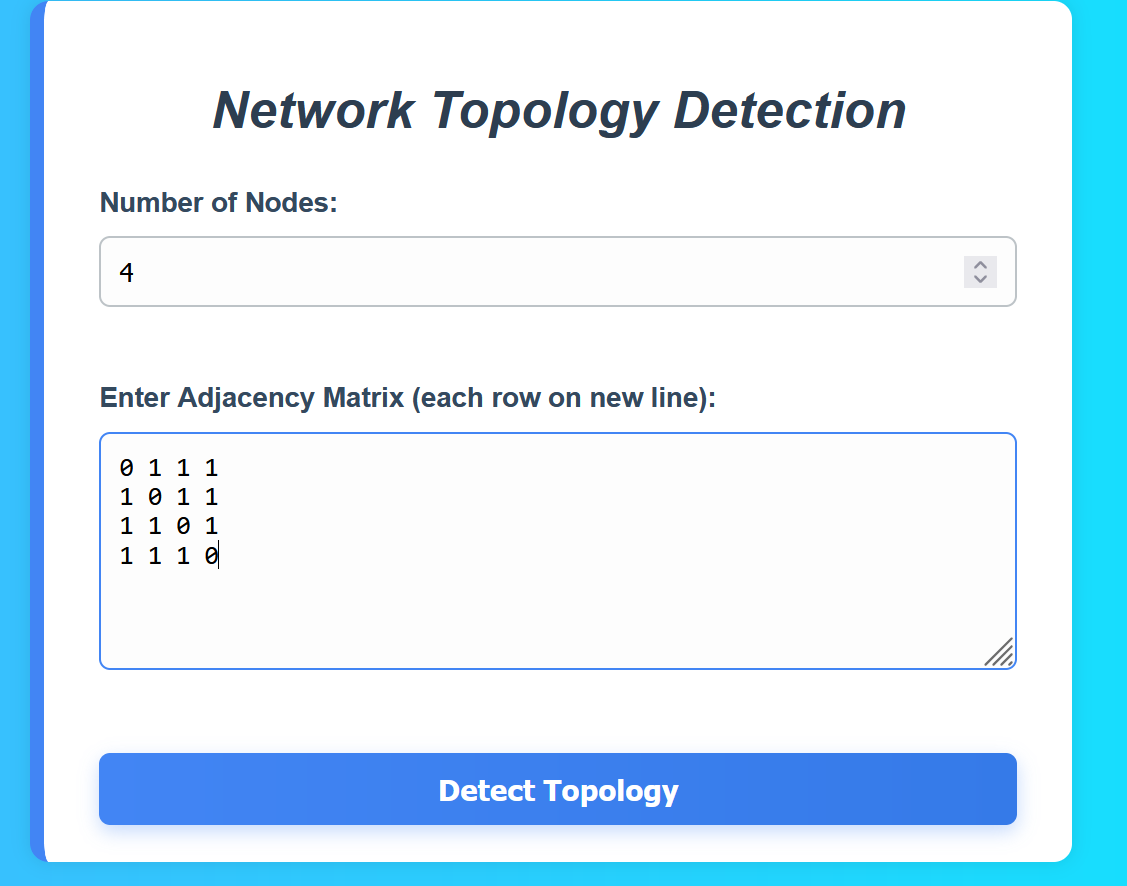 Network Topology Detection
Number of Nodes:
4
Enter Adjacency Matrix (each row on new line):
0 1 1 1
1 0 1 1
1 1 0 1
1 1 1 0
Detect Topology